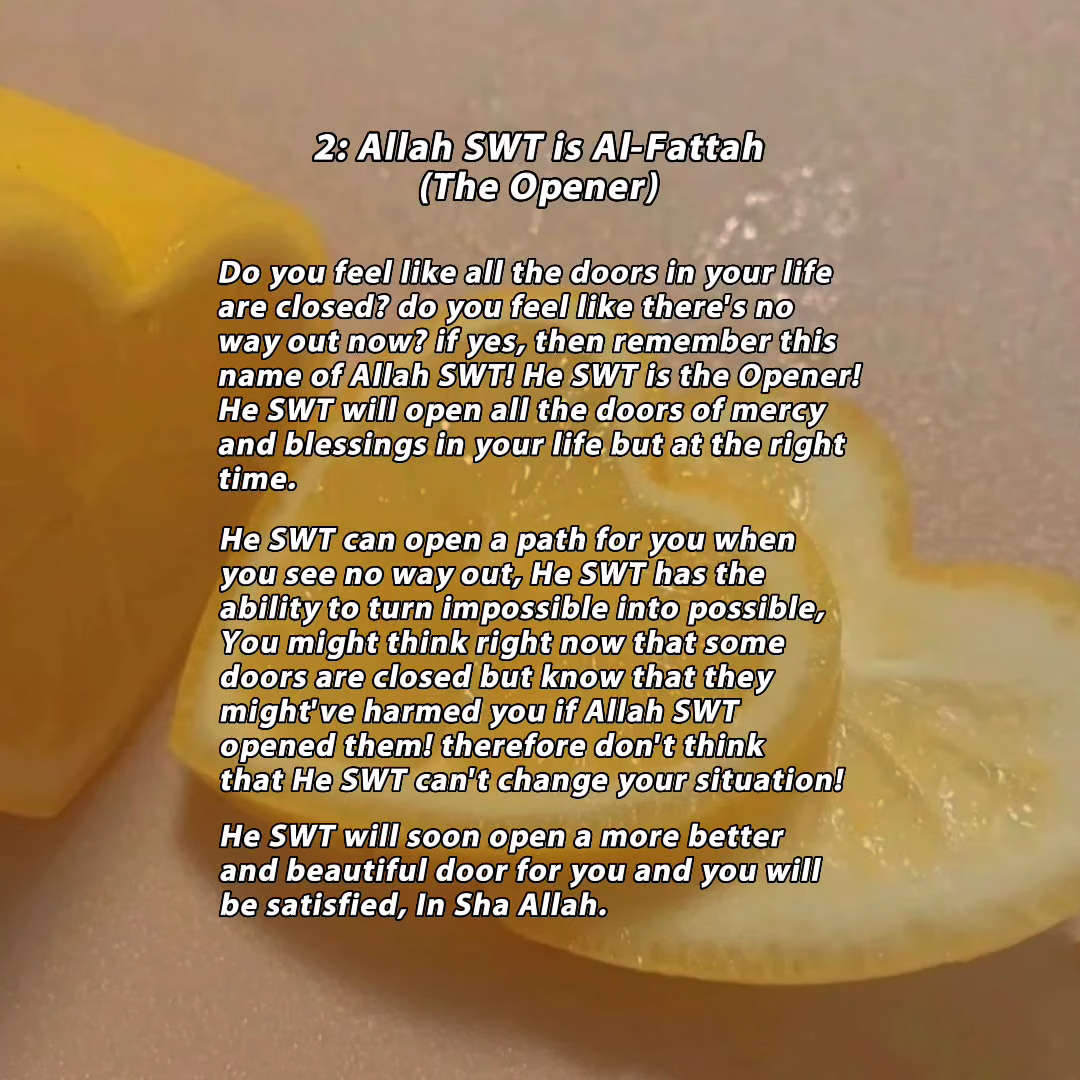 2: Allah SWT is Al-Fattah
(The Opener)
Do you feel like all the doors in your life
are closed? do you feel like there's no
way out now? if yes, then remember this
name of Allah SWT! He SWT is the Opener!
He SWT will open all the doors of mercy
and blessings in your life but at the right
time.
He SWT can open a path for you when
you see no way out, He SWT has the
ability to turn impossible into possible,
You might think right now that some
doors are closed but know that they
might've harmed you if Allah SWT
opened them! therefore don't think
that He SWT can't change your situation!
He SWT will soon open a more better
and beautiful door for you and you will
be satisfied, In Sha Allah.